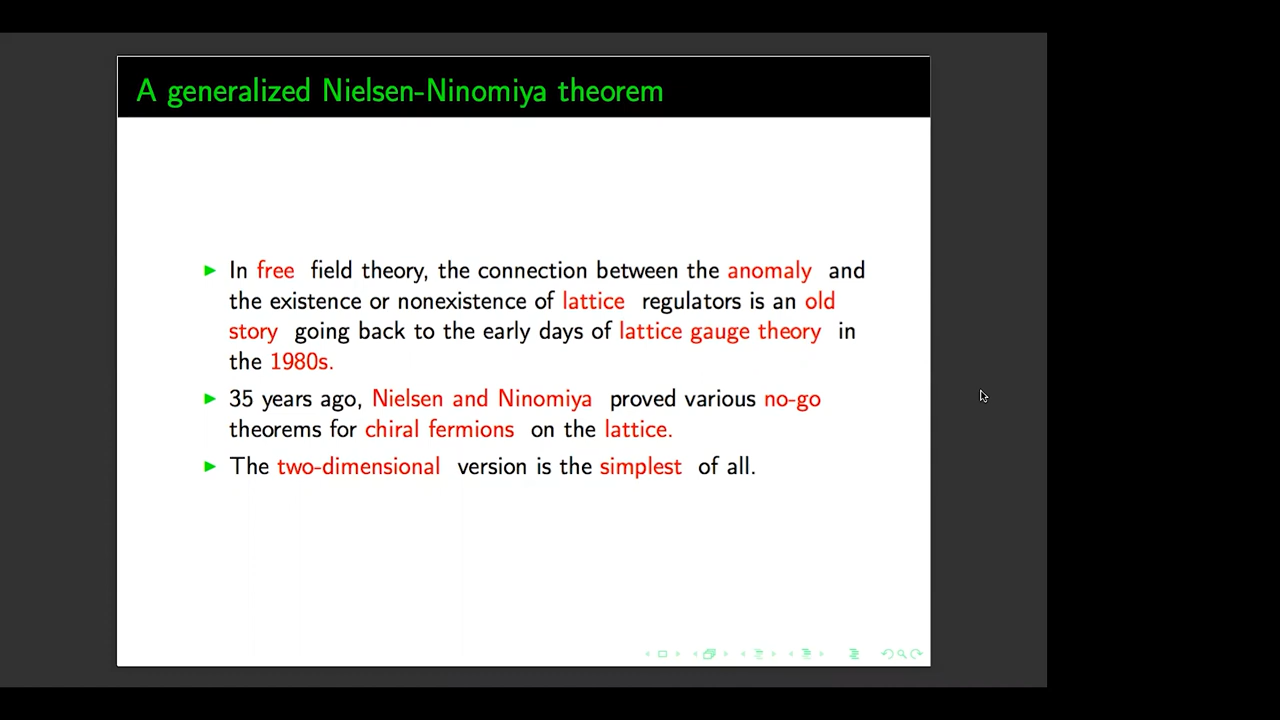 A generalized Nielsen-Ninomiya theorem
In free field theory, the connection between the anomaly and
the existence or nonexistence of lattice regulators is an old
story going back to the early days of lattice gauge theory in
the 1980s.
35 years ago, Nielsen and Ninomiya proved various no-go
theorems for chiral fermions on the lattice.
The two-dimensional version is the simplest of all.